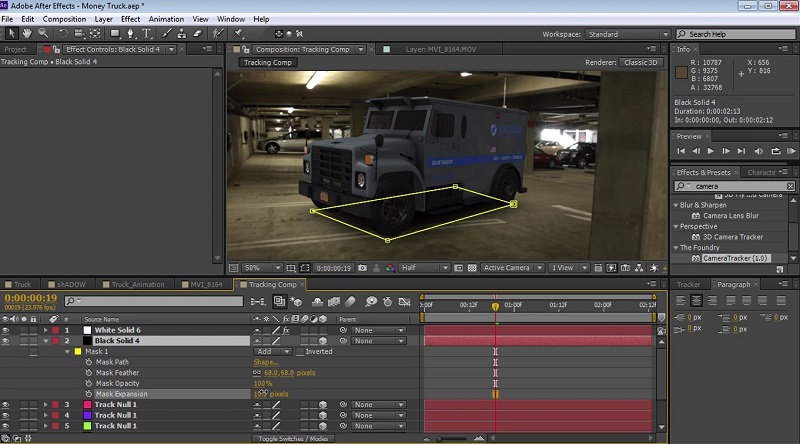 Adobe After Effects - Money Truck.aep *
File Edit Composition Layer Effect Animation View Window Help
Workspace: Standard Search Help
Project Effect Controls: Black Solid 4
Tracking Comp • Black Solid 4
Composition: Tracking Comp Layer: MVI_8164.MOV
Tracking Comp Renderer: Classic 3D
50% 0:00:00:19 Half Active Camera 1 View
Info
R : 10787
G : 9375
B : 6807
A : 32768
X : 656
Y : 816
Black Solid 4
Duration: 0:00:02:13
In: 0:00:00:00, Out: 0:00:02:12
Preview
Effects & Presets Characte
camera
Camera
Blur & Sharpen
Camera Lens Blur
Perspective
3D Camera Tracker
The Foundry
CameraTracker (1.0)
Tracker Paragraph
0 px 0 px
0 px 0 px
0 px
Truck shADOW Truck_Animation MVI_8164 Tracking Comp
0:00:00:19
00019 (23.976 fps)
:00f 00:12f 01:00f 01:12f 02:00f 02:1
# Source Name Parent
1 White Solid 6 None
2 Black Solid 4 None
Mask 1 Add Inverted
Mask Path Shape...
Mask Feather 68.0,68.0 pixels
Mask Opacity 100%
Mask Expansion pixels
3 Track Null 1 None
4 Track Null 1 None
5 Track Null 1 None
Toggle Switches / Modes